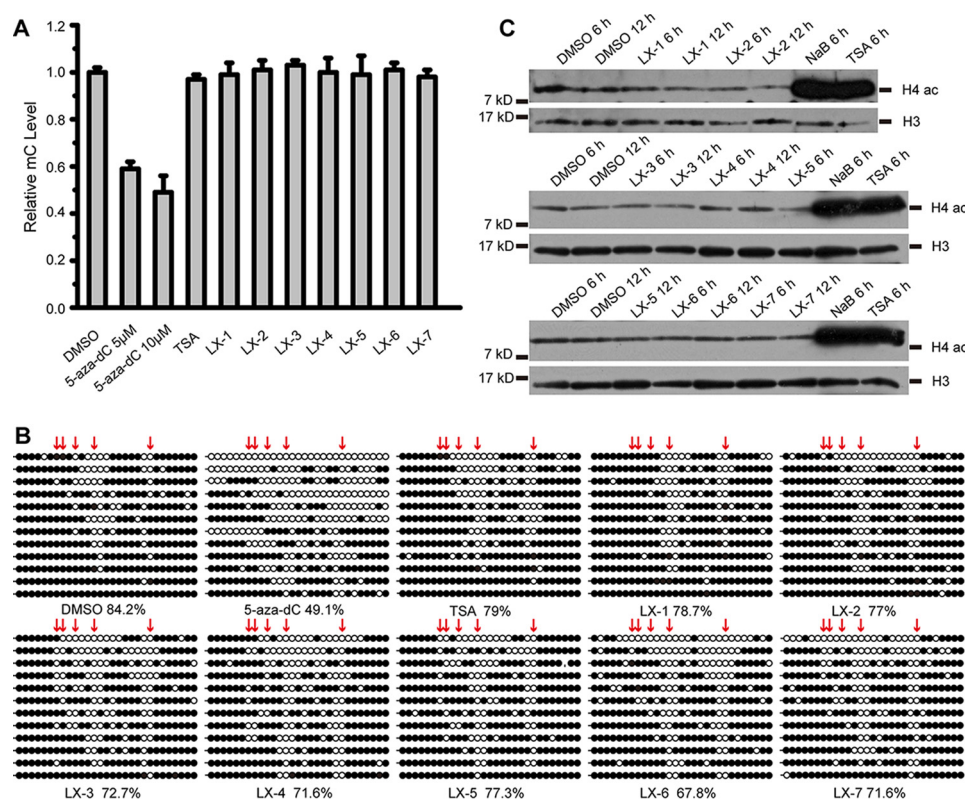 A
Relative mC Level
1.2
1.0
0.8
0.6
0.4
0.2
0.0
DMSO
5-aza-dC 5μM
5-aza-dC 10μM
TSA
LX-1
LX-2
LX-3
LX-4
LX-5
LX-6
LX-7
C
DMSO 6 h
DMSO 12 h
LX-1 6 h
LX-1 12 h
LX-2 6 h
LX-2 12 h
NaB 6 h
TSA 6 h
7 kD
H4 ac
17 kD
H3
DMSO 6 h
DMSO 12 h
LX-3 6 h
LX-3 12 h
LX-4 6 h
LX-4 12 h
LX-5 6 h
NaB 6 h
TSA 6 h
7 kD
H4 ac
17 kD
H3
DMSO 6 h
DMSO 12 h
LX-5 12 h
LX-6 6 h
LX-6 12 h
LX-7 6 h
LX-7 12 h
NaB 6 h
TSA 6 h
7 kD
H4 ac
17 kD
H3
B
DMSO 84.2%
5-aza-dC 49.1%
TSA 79%
LX-1 78.7%
LX-2 77%
LX-3 72.7%
LX-4 71.6%
LX-5 77.3%
LX-6 67.8%
LX-7 71.6%